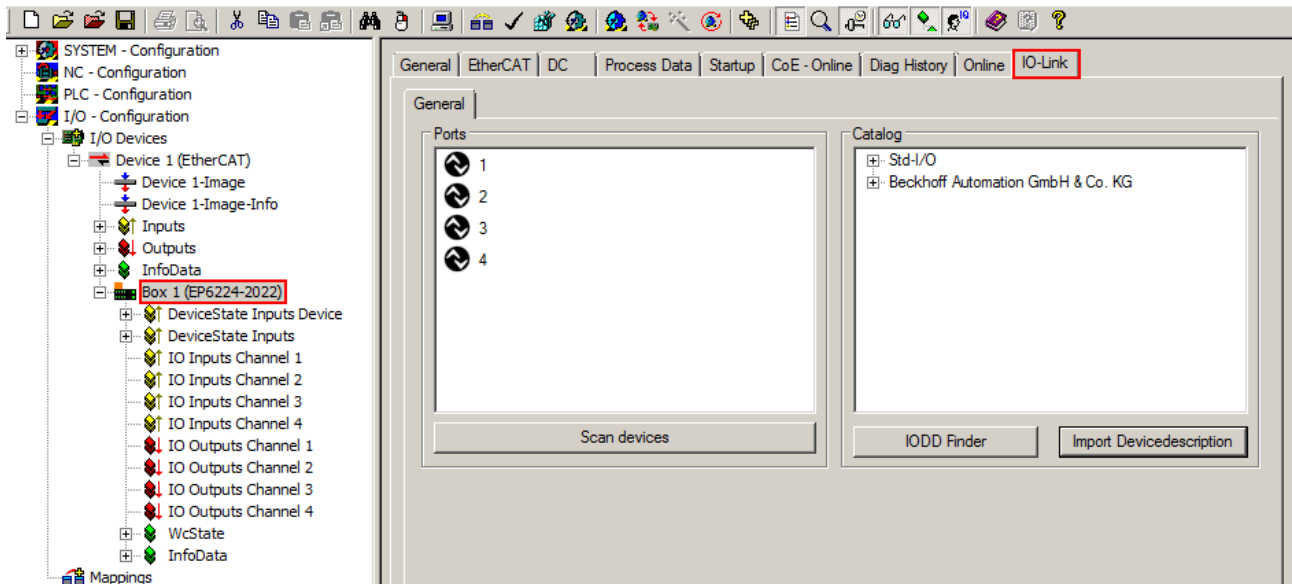 SYSTEM - Configuration
NC - Configuration
PLC - Configuration
I/O - Configuration
I/O Devices
Device 1 (EtherCAT)
Device 1-Image
Device 1-Image-Info
Inputs
Outputs
InfoData
Box 1 (EP6224-2022)
DeviceState Inputs Device
DeviceState Inputs
IO Inputs Channel 1
IO Inputs Channel 2
IO Inputs Channel 3
IO Inputs Channel 4
IO Outputs Channel 1
IO Outputs Channel 2
IO Outputs Channel 3
IO Outputs Channel 4
WcState
InfoData
Mappings
General EtherCAT DC Process Data Startup CoE - Online Diag History Online IO-Link
General
Ports
1
2
3
4
Scan devices
Catalog
Std-I/O
Beckhoff Automation GmbH & Co. KG
IODD Finder Import Devicedescription